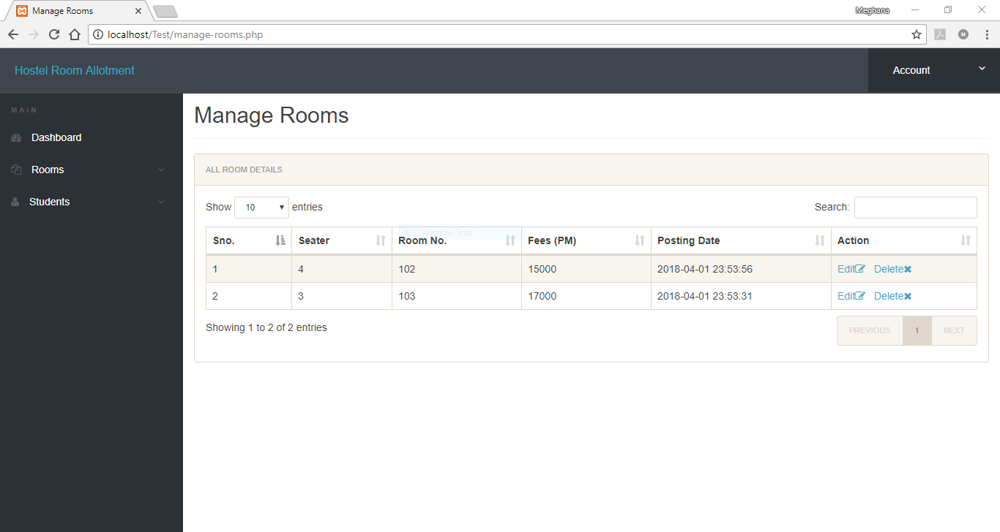 Manage Rooms
Meghana
localhost/Test/manage-rooms.php
M
Hostel Room Allotment
Account
MAIN
Dashboard
Rooms
Students
Manage Rooms
ALL ROOM DETAILS
Show 10 entries Search:
Window Snip
Sno. Seater Room No. Fees (PM) Posting Date Action
1 4 102 15000 2018-04-01 23:53:56 Edit Delete
2 3 103 17000 2018-04-01 23:53:31 Edit Delete
Showing 1 to 2 of 2 entries
PREVIOUS 1 NEXT